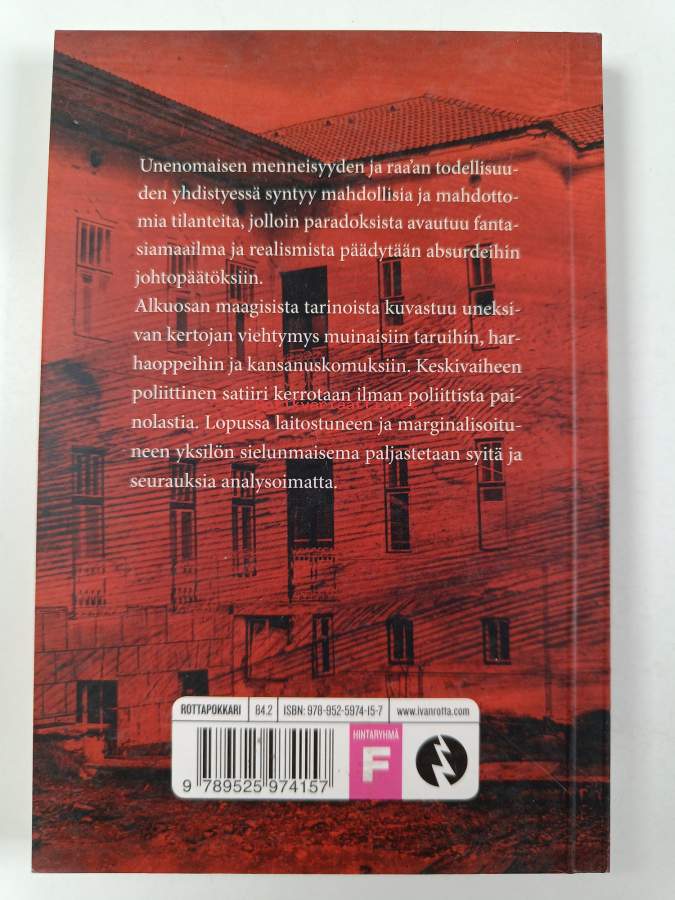 Unenomaisen menneisyyden ja raa'an todellisuu-
den yhdistyessä syntyy mahdollisia ja mahdotto-
mia tilanteita, jolloin paradoksista avautuu fanta-
siamaailma ja realismista päädytään absurdeihin
johtopäätöksiin.
Alkuosan maagisista tarinoista kuvastuu uneksi-
van kertojan viehtymys muinaisiin taruihin, har-
haoppeihin ja kansanuskomuksiin. Keskivaiheen
poliittinen satiiri kerrotaan ilman poliittista pai-
nolastia. Lopussa laitostuneen ja marginalisoitu-
neen yksilön sielunmaisema paljastetaan syitä ja
seurauksia analysoimatta.
ROTTAPOKKARI 84.2 ISBN: 978-952-5974-15-7 www.ivanrotta.com
HINTARYHMÄ
F
9 789525 974157